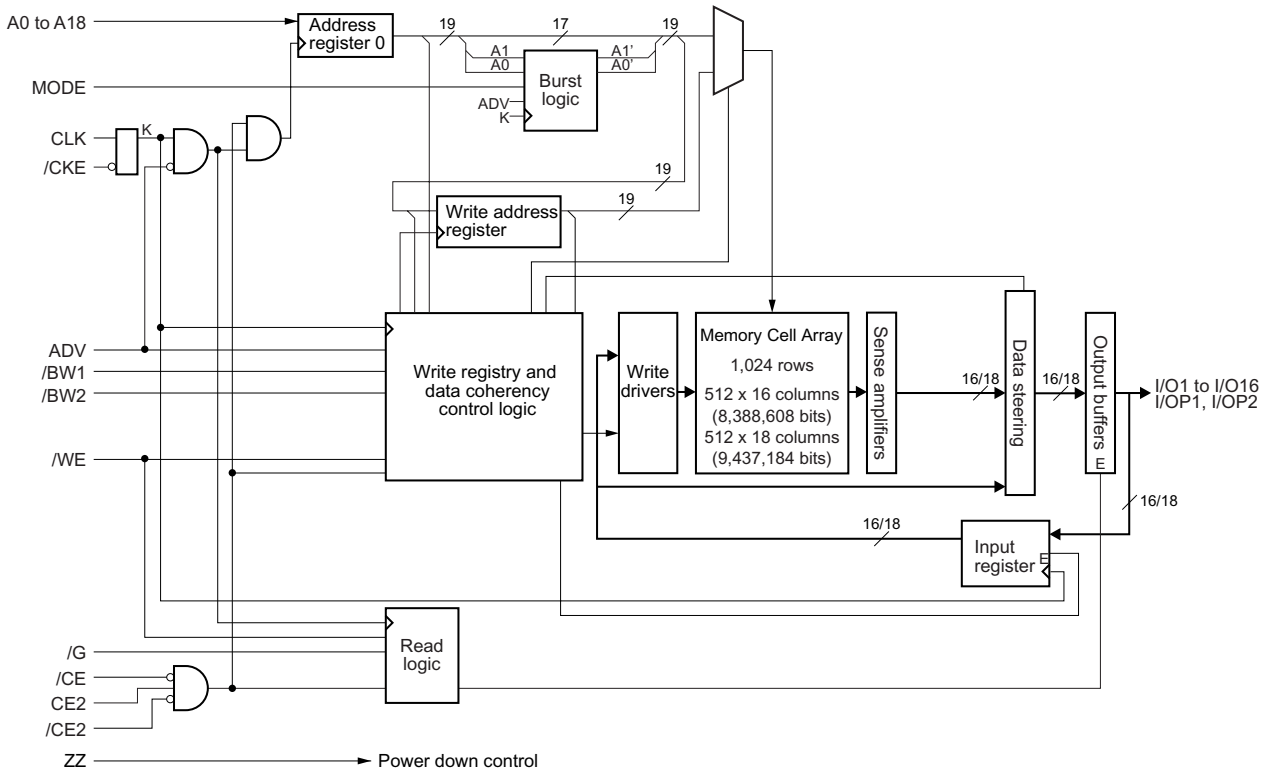 A0 to A18
Address
register 0
19
17
19
A1
A0
A1'
A0'
Burst
logic
MODE
ADV
K
CLK
K
/CKE
19
Write address
register
19
Write registry and
data coherency
control logic
ADV
/BW1
/BW2
/WE
Write
drivers
Memory Cell Array
1,024 rows
512 x 16 columns
(8,388,608 bits)
512 x 18 columns
(9,437,184 bits)
Sense amplifiers
16/18
Data steering
16/18
Output buffers
E
I/O1 to I/O16
I/OP1, I/OP2
16/18
16/18
Input
register
E
Read
logic
/G
/CE
CE2
/CE2
ZZ
Power down control